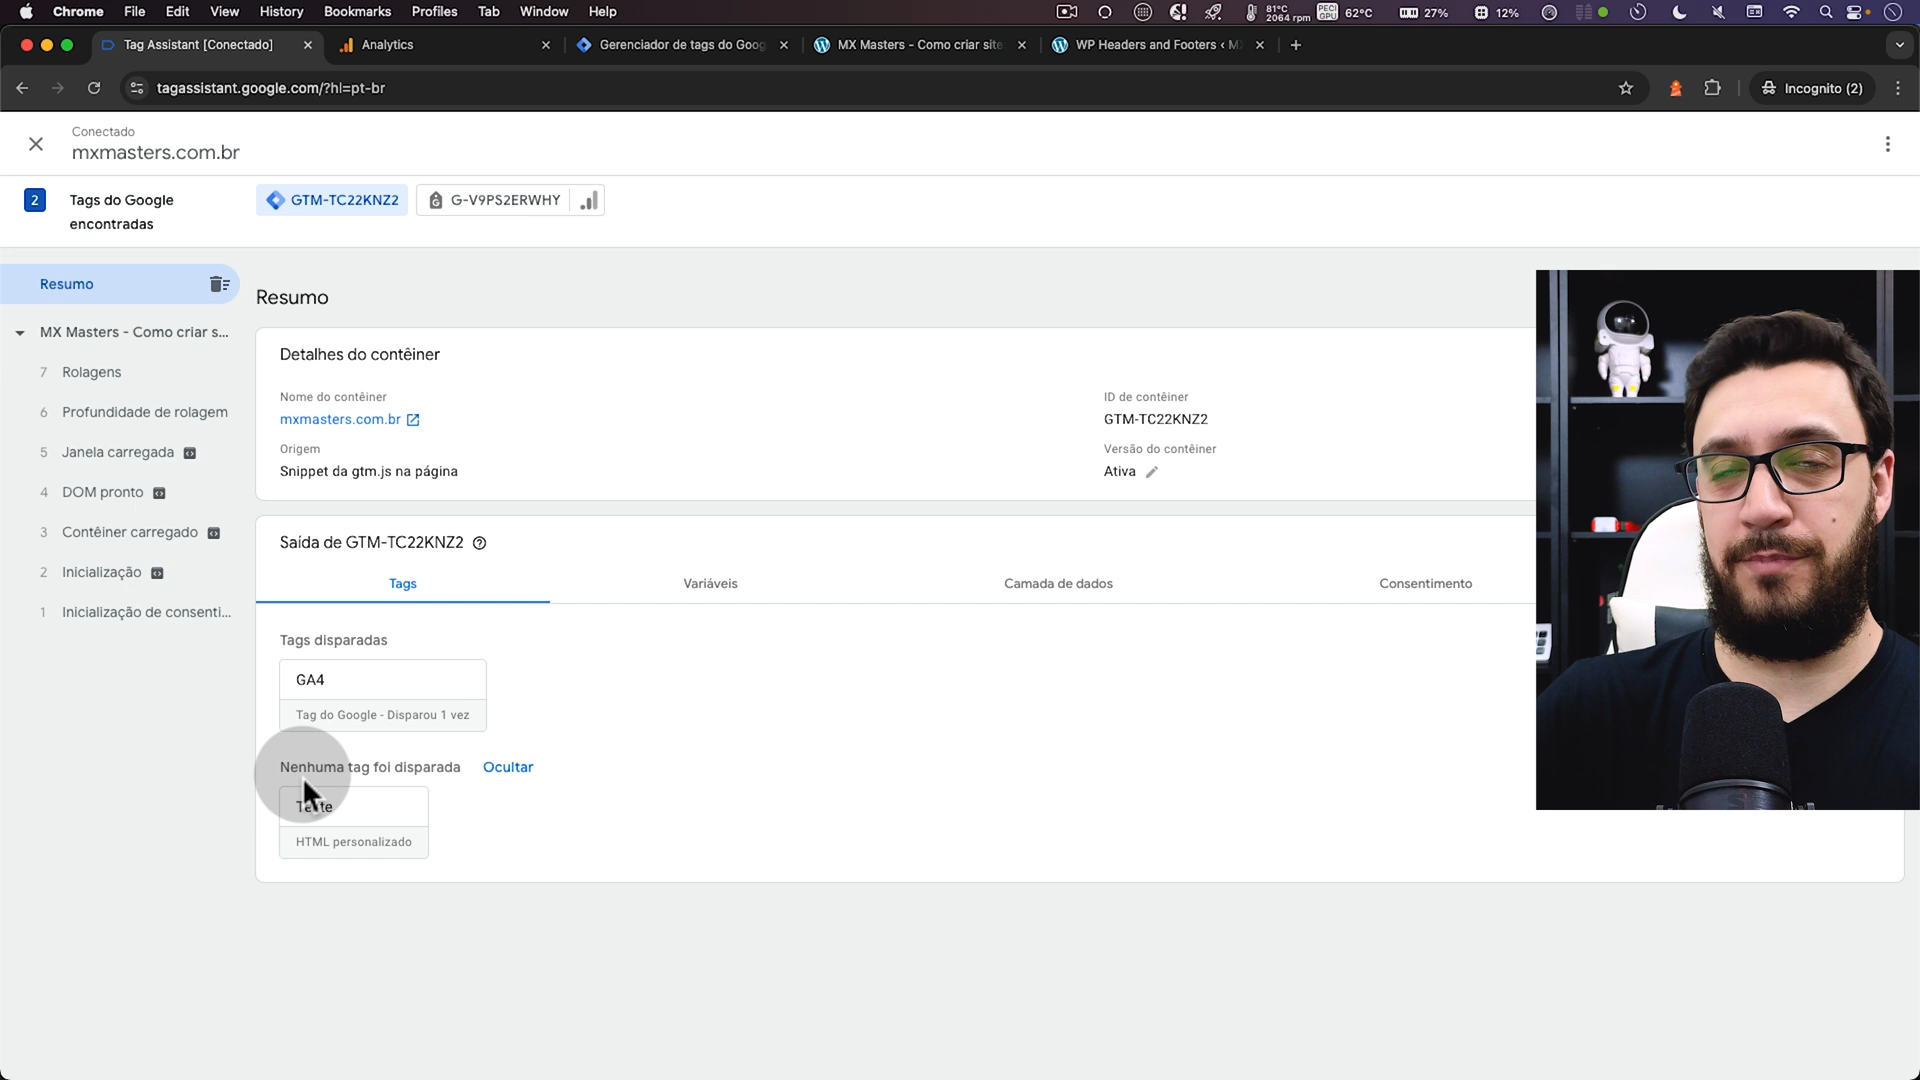 Chrome File Edit View History Bookmarks Profiles Tab Window Help
81°C
2064 rpm
PECI
GPU
62°C
27%
12%
Tag Assistant [Conectado]
Analytics
Gerenciador de tags do Goog
MX Masters - Como criar site
WP Headers and Footers ‹ M
tagassistant.google.com/?hl=pt-br
Incognito (2)
Conectado
mxmasters.com.br
2
Tags do Google
encontradas
GTM-TC22KNZ2
G-V9PS2ERWHY
Resumo
MX Masters - Como criar s...
7 Rolagens
6 Profundidade de rolagem
5 Janela carregada
4 DOM pronto
3 Contêiner carregado
2 Inicialização
1 Inicialização de consenti...
Resumo
Detalhes do contêiner
Nome do contêiner
mxmasters.com.br
ID de contêiner
GTM-TC22KNZ2
Origem
Snippet da gtm.js na página
Versão do contêiner
Ativa
Saída de GTM-TC22KNZ2
Tags
Variáveis
Camada de dados
Consentimento
Tags disparadas
GA4
Tag do Google - Disparou 1 vez
Nenhuma tag foi disparada
Ocultar
HTML personalizado